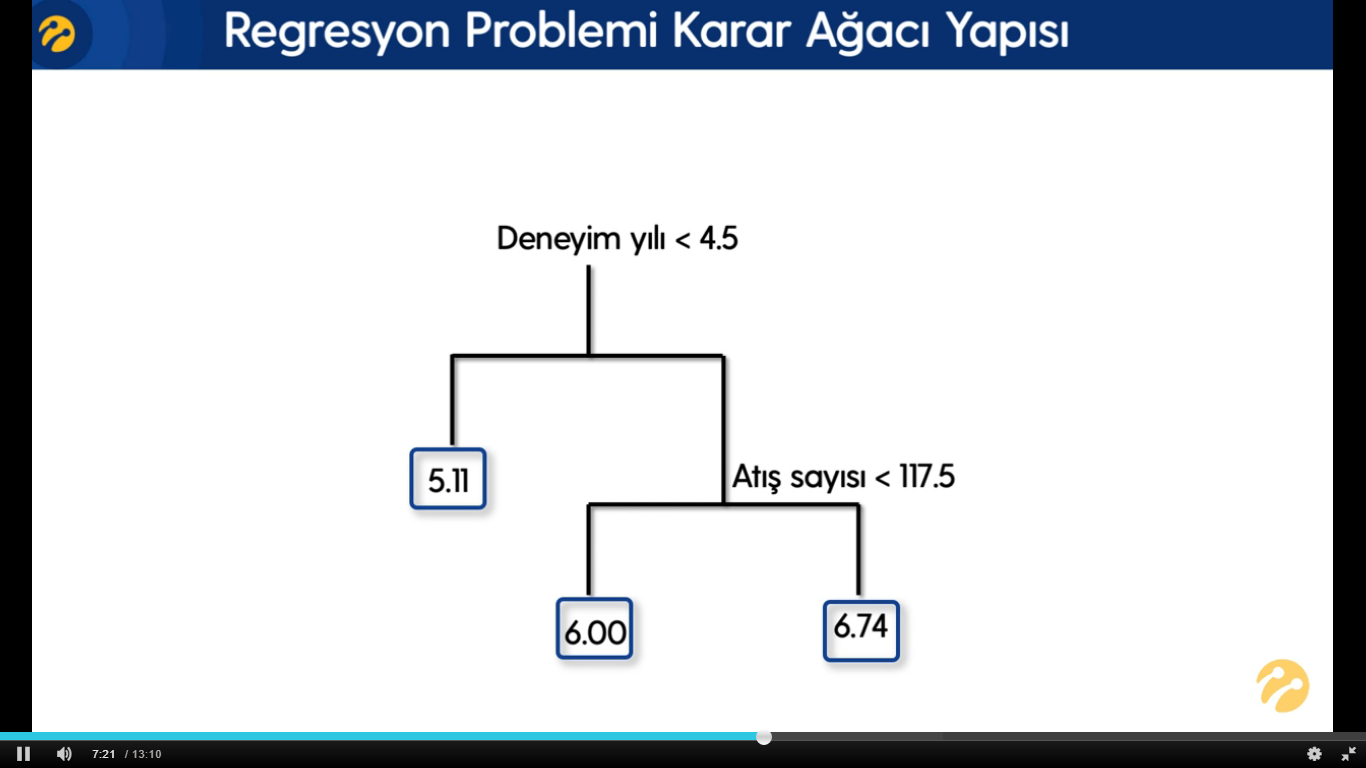 Regresyon Problemi Karar Ağacı Yapısı
Deneyim yılı < 4.5
5.11
Atış sayısı < 117.5
6.00
6.74
7:21 / 13:10